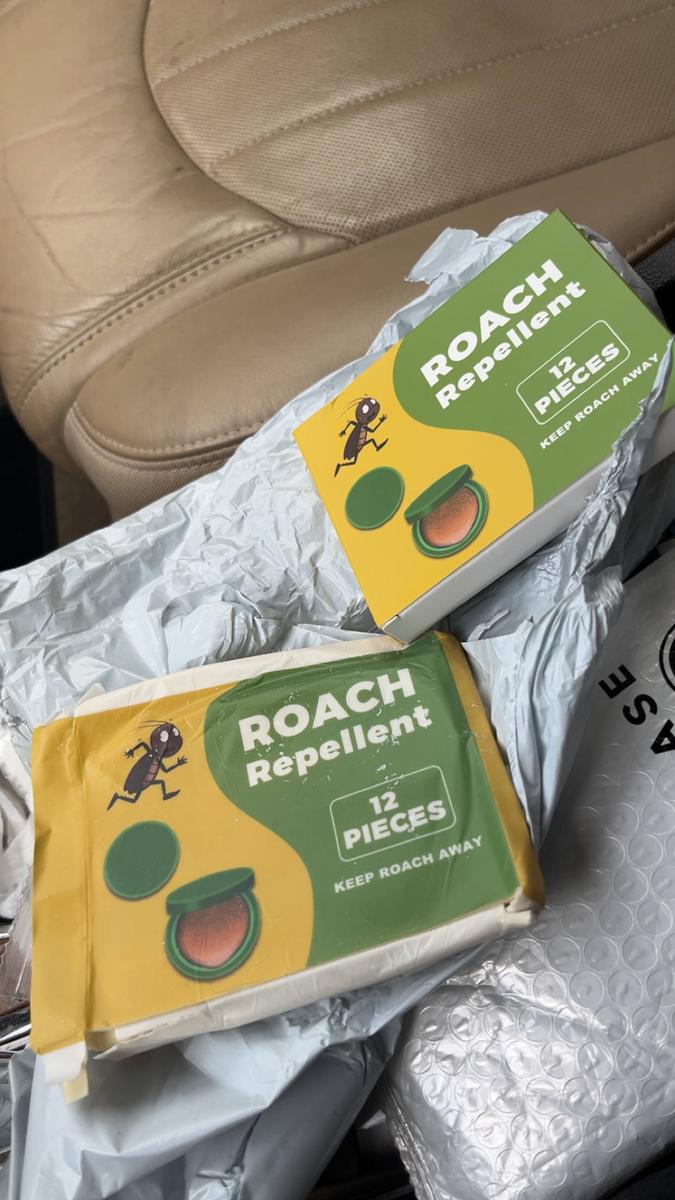 ROACH
Repellent
12
PIECES
KEEP ROACH AWAY
ROACH
Repellent
12
PIECES
KEEP ROACH AWAY